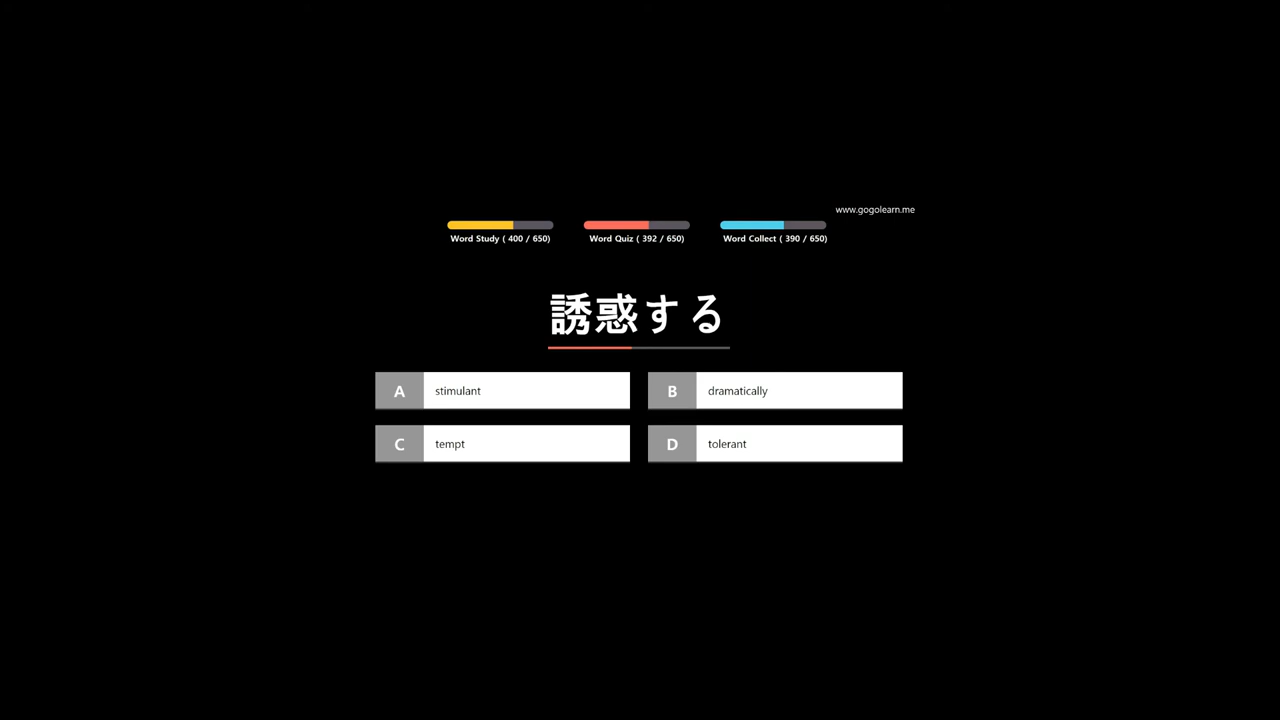 www.gogolearn.me
Word Study ( 400 / 650)
Word Quiz ( 392 / 650)
Word Collect ( 390 / 650)
誘惑する
A stimulant
B dramatically
C tempt
D tolerant